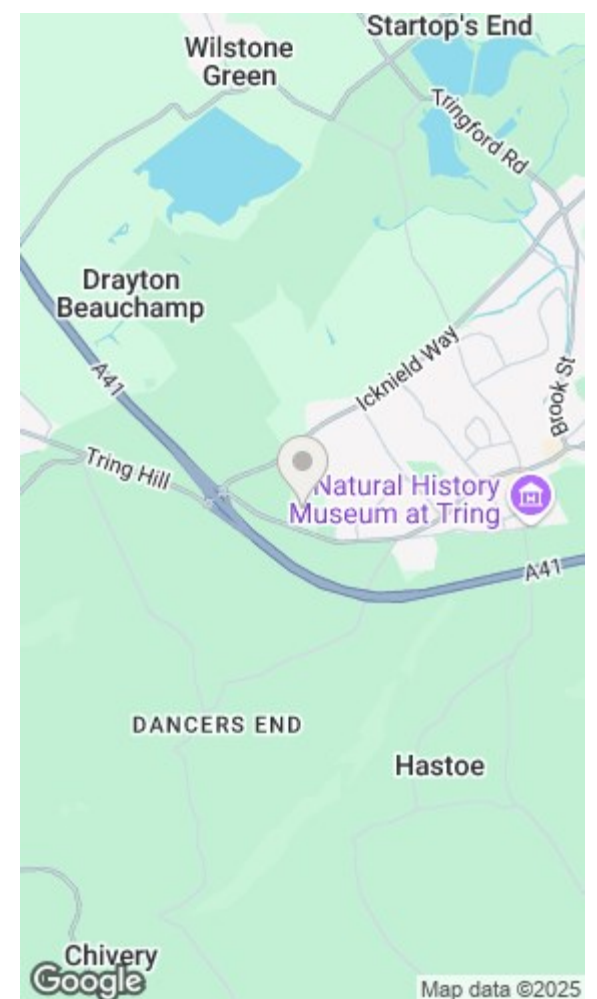 Startop's End
Wilstone
Green
Tringford Rd
Drayton
Beauchamp
A41
Icknield Way
Brook St
Tring Hill
Natural History
Museum at Tring
A41
DANCERS END
Hastoe
Chivery
Google
Map data ©2025